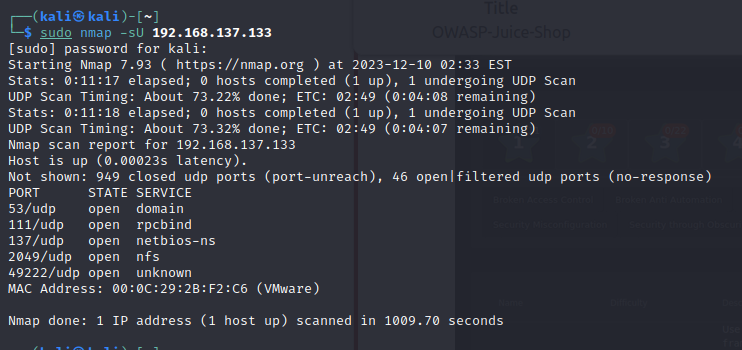 ┌──(kali㉿kali)-[~]
└─$ sudo nmap -sU 192.168.137.133
[sudo] password for kali:
Starting Nmap 7.93 ( https://nmap.org ) at 2023-12-10 02:33 EST
Stats: 0:11:17 elapsed; 0 hosts completed (1 up), 1 undergoing UDP Scan
UDP Scan Timing: About 73.22% done; ETC: 02:49 (0:04:08 remaining)
Stats: 0:11:18 elapsed; 0 hosts completed (1 up), 1 undergoing UDP Scan
UDP Scan Timing: About 73.32% done; ETC: 02:49 (0:04:07 remaining)
Nmap scan report for 192.168.137.133
Host is up (0.00023s latency).
Not shown: 949 closed udp ports (port-unreach), 46 open|filtered udp ports (no-response)
PORT      STATE SERVICE
53/udp    open  domain
111/udp   open  rpcbind
137/udp   open  netbios-ns
2049/udp  open  nfs
49222/udp open  unknown
MAC Address: 00:0C:29:2B:F2:C6 (VMware)
Nmap done: 1 IP address (1 host up) scanned in 1009.70 seconds
Title
OWASP-Juice-Shop